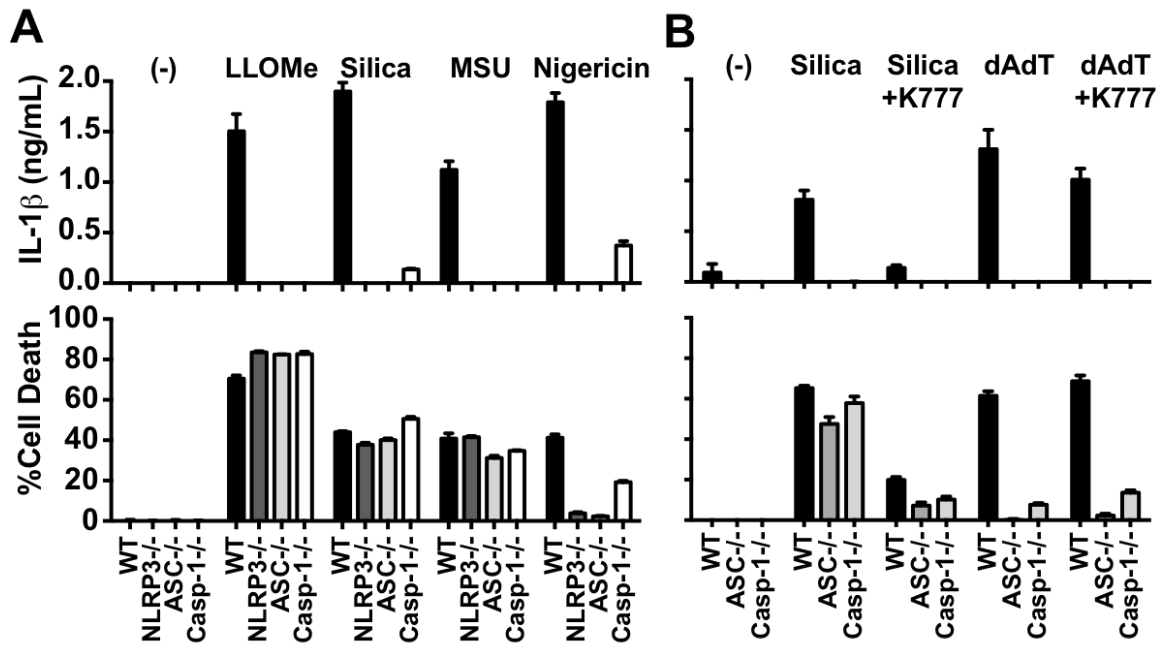 A
(-) LLOMe Silica MSU Nigericin
IL-1β (ng/mL)
2.0
1.5
1.0
0.5
0.0
%Cell Death
100
80
60
40
20
0
WT
NLRP3-/-
ASC-/-
Casp-1-/-
WT
NLRP3-/-
ASC-/-
Casp-1-/-
WT
NLRP3-/-
ASC-/-
Casp-1-/-
WT
NLRP3-/-
ASC-/-
Casp-1-/-
WT
NLRP3-/-
ASC-/-
Casp-1-/-
B
(-) Silica Silica dAdT dAdT
+K777 +K777
WT
ASC-/-
Casp-1-/-
WT
ASC-/-
Casp-1-/-
WT
ASC-/-
Casp-1-/-
WT
ASC-/-
Casp-1-/-
WT
ASC-/-
Casp-1-/-